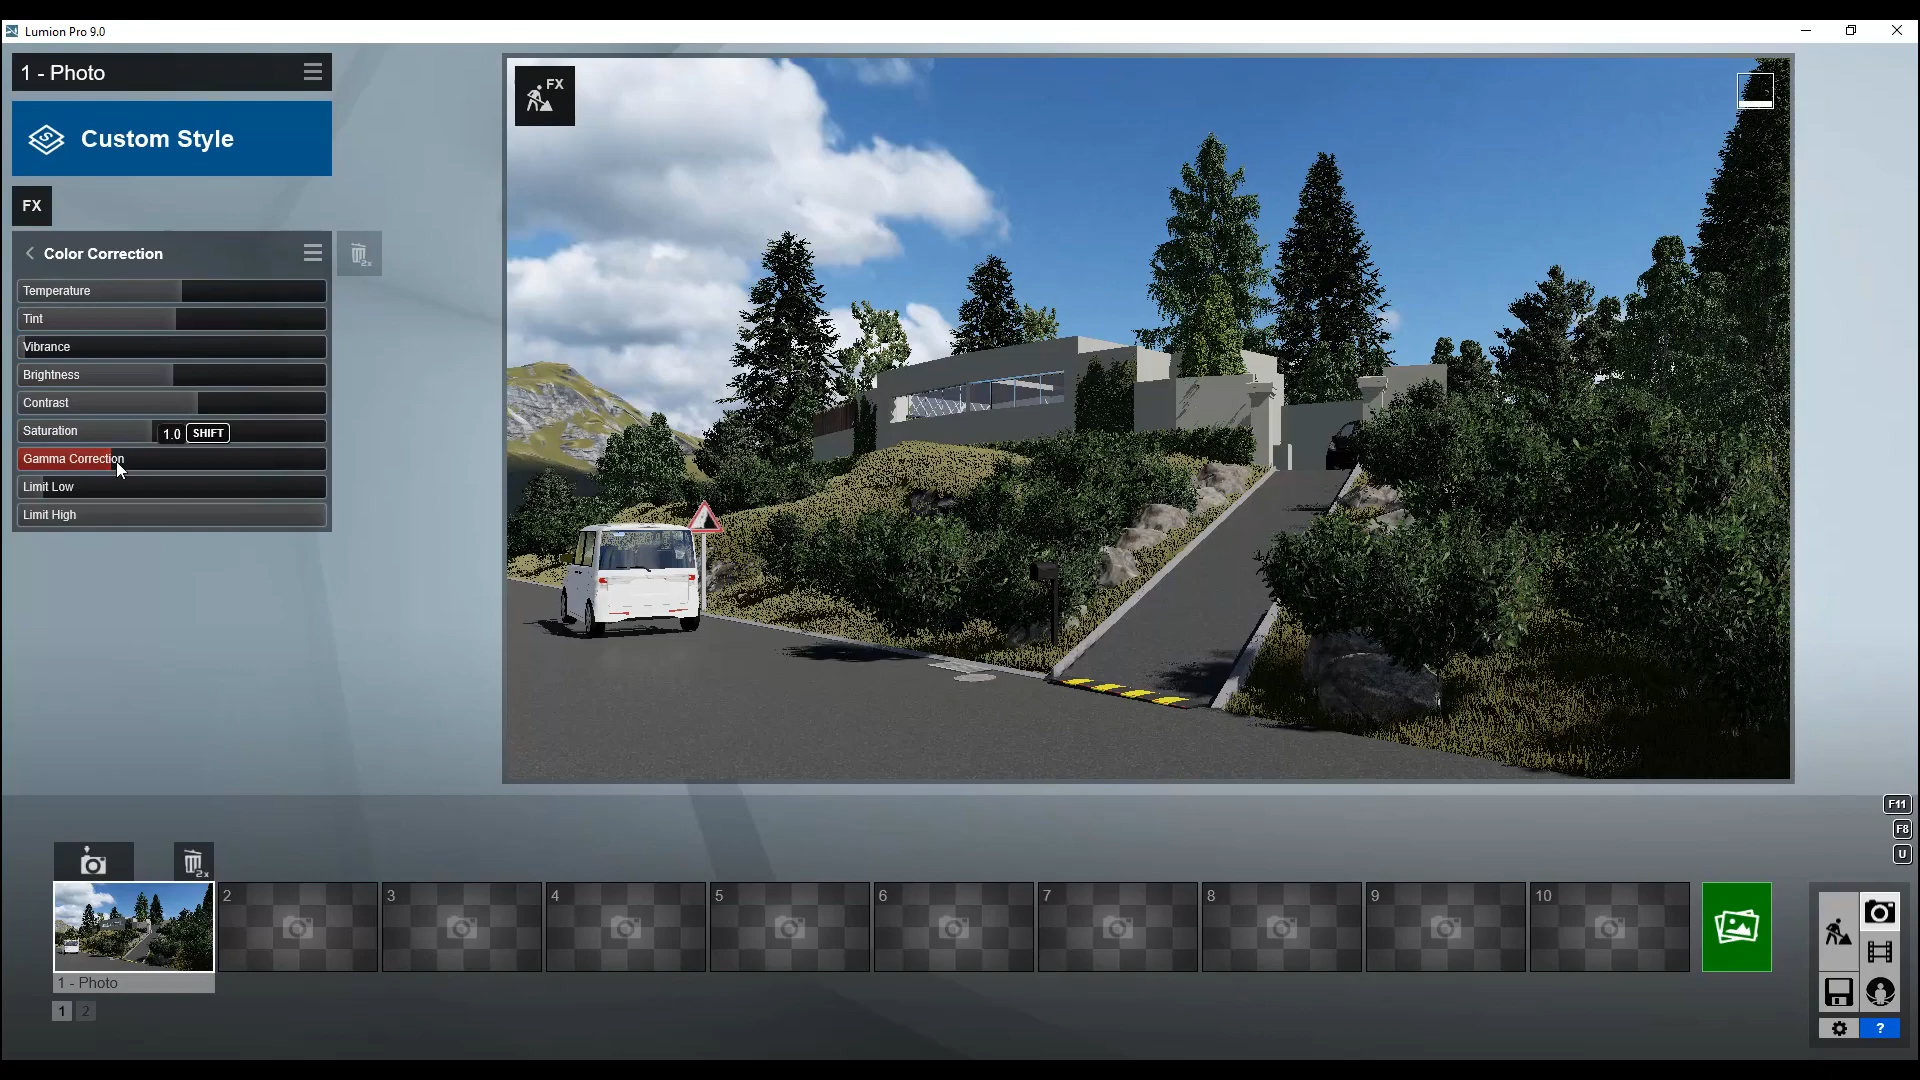 Lumion Pro 9.0
1 - Photo
Custom Style
FX
FX
Color Correction
2x
Temperature
Tint
Vibrance
Brightness
Contrast
Saturation
1.0 SHIFT
Gamma Correction
Limit Low
Limit High
F11
F8
U
2x
2
3
4
5
6
7
8
9
10
1 - Photo
1 2
?